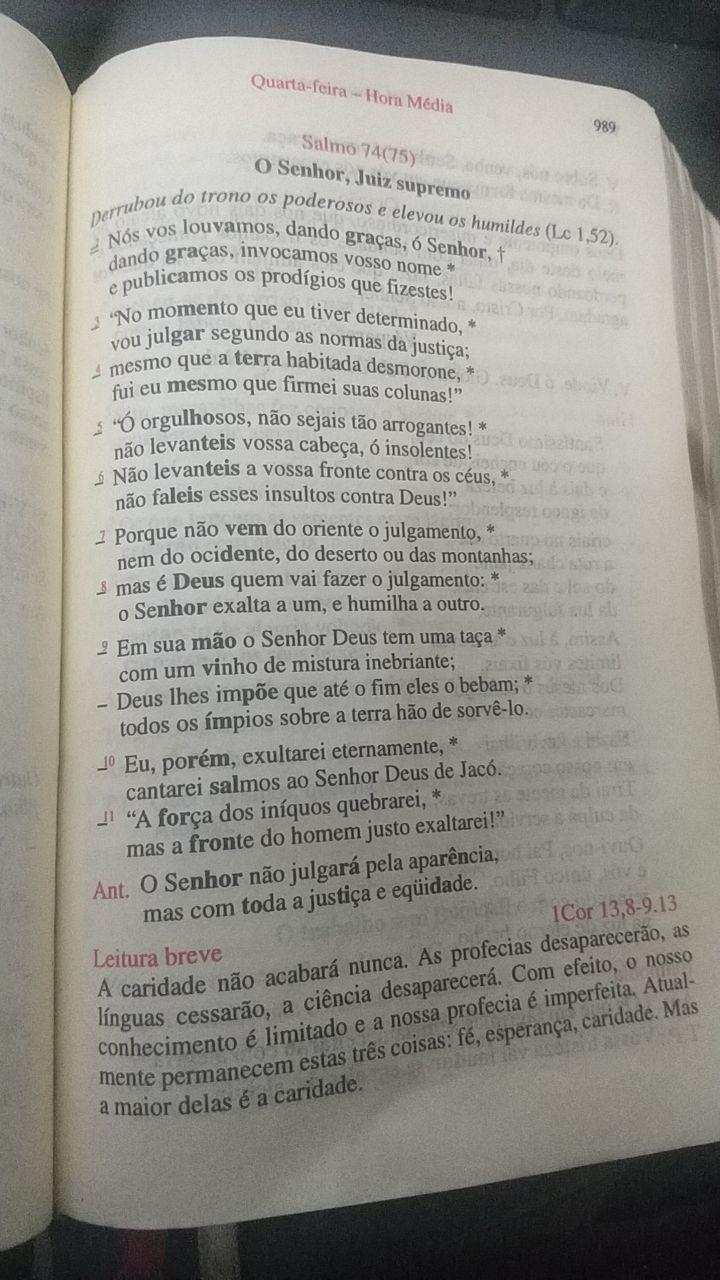 Quarta-feira – Hora Média
989
Salmo 74(75)
O Senhor, Juiz supremo
Derrubou do trono os poderosos e elevou os humildes (Lc 1,52).
–2 Nós vos louvamos, dando graças, ó Senhor, †
dando graças, invocamos vosso nome *
e publicamos os prodígios que fizestes!
–3 “No momento que eu tiver determinado, *
vou julgar segundo as normas da justiça;
–4 mesmo que a terra habitada desmorone, *
fui eu mesmo que firmei suas colunas!”
–5 “Ó orgulhosos, não sejais tão arrogantes! *
não levanteis vossa cabeça, ó insolentes!
–6 Não levanteis a vossa fronte contra os céus, *
não faleis esses insultos contra Deus!”
–7 Porque não vem do oriente o julgamento, *
nem do ocidente, do deserto ou das montanhas;
–8 mas é Deus quem vai fazer o julgamento: *
o Senhor exalta a um, e humilha a outro.
–9 Em sua mão o Senhor Deus tem uma taça *
com um vinho de mistura inebriante;
– Deus lhes impõe que até o fim eles o bebam; *
todos os ímpios sobre a terra hão de sorvê-lo.
–10 Eu, porém, exultarei eternamente, *
cantarei salmos ao Senhor Deus de Jacó.
–11 “A força dos iníquos quebrarei, *
mas a fronte do homem justo exaltarei!”
Ant. O Senhor não julgará pela aparência,
mas com toda a justiça e eqüidade.
Leitura breve 1Cor 13,8-9.13
A caridade não acabará nunca. As profecias desaparecerão, as
línguas cessarão, a ciência desaparecerá. Com efeito, o nosso
conhecimento é limitado e a nossa profecia é imperfeita. Atual-
mente permanecem estas três coisas: fé, esperança, caridade. Mas
a maior delas é a caridade.